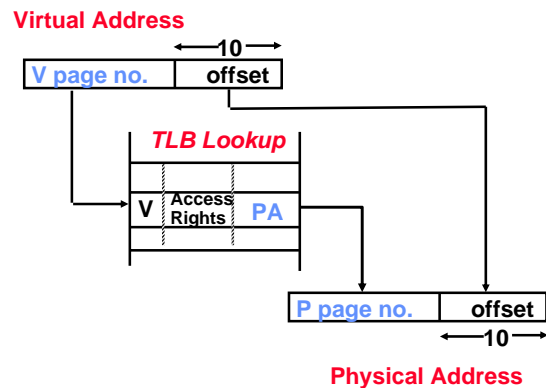 Virtual Address
10
V page no. offset
TLB Lookup
V Access Rights PA
P page no. offset
10
Physical Address